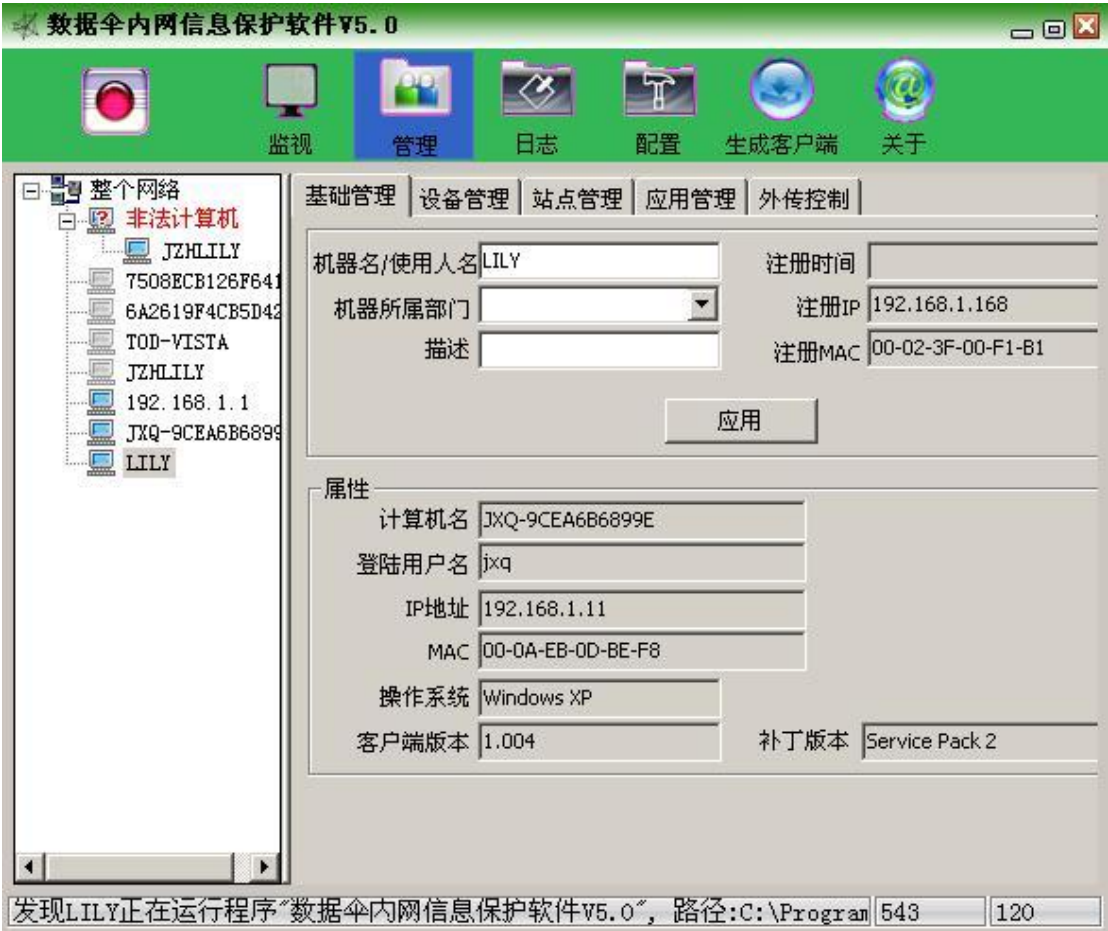 数据伞内网信息保护软件V5.0
监视 管理 日志 配置 生成客户端 关于
整个网络
非法计算机
JZHLILY
7508ECB126F641
6A2619F4CB5D42
TOD-VISTA
JZHLILY
192.168.1.1
JXQ-9CEA6B6899
LILY
基础管理 设备管理 站点管理 应用管理 外传控制
机器名/使用人名 LILY 注册时间
机器所属部门 注册IP 192.168.1.168
描述 注册MAC 00-02-3F-00-F1-B1
应用
属性
计算机名 JXQ-9CEA6B6899E
登陆用户名 jxq
IP地址 192.168.1.11
MAC 00-0A-EB-0D-BE-F8
操作系统 Windows XP
客户端版本 1.004 补丁版本 Service Pack 2
发现LILY正在运行程序"数据伞内网信息保护软件V5.0", 路径:C:\Program 543 120